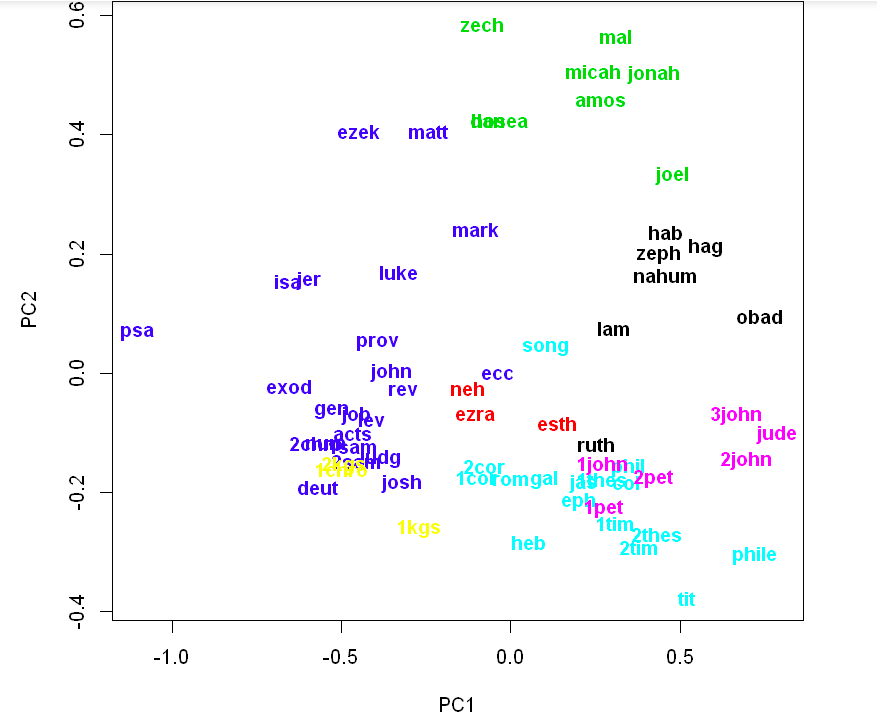 0.6
zech
mal
micah jonah
amos
hosea
0.4
ezek matt
joel
mark
hab
hag
zeph
0.2
nahum
luke
isa jer
PC2
psa
obad
lam
prov
song
0.0
john
ecc
exod
rev
neh
gen
job
lev
ezra
3john
esth
jude
acts
ruth
judg
2john
1john
2cor
2pet
gal
rom
josh
deut
-0.2
eph
1pet
1kgs
1tim
2thes
heb
2tim
phile
tit
-0.4
-1.0 -0.5 0.0 0.5
PC1